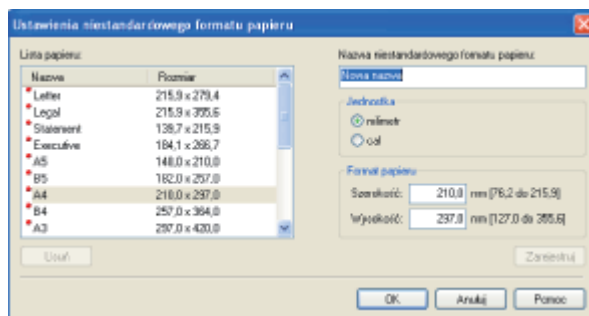 Ustawienia niestandardowego formatu papieru
Lista papieru:
Nazwa Rozmiar
Letter 215,9 x 279,4
Legal 215,9 x 355,6
Statement 139,7 x 215,9
Executive 184,1 x 266,7
A5 148,0 x 210,0
B5 182,0 x 257,0
A4 210,0 x 297,0
B4 257,0 x 364,0
A3 297,0 x 420,0
Usuń
Nazwa niestandardowego formatu papieru:
Nowa nazwa
Jednostka
milimetr
cal
Format papieru
Szerokość: 210,0 mm [76,2 do 215,9]
Wysokość: 297,0 mm [127,0 do 355,6]
Zarejestruj
OK Anuluj Pomoc